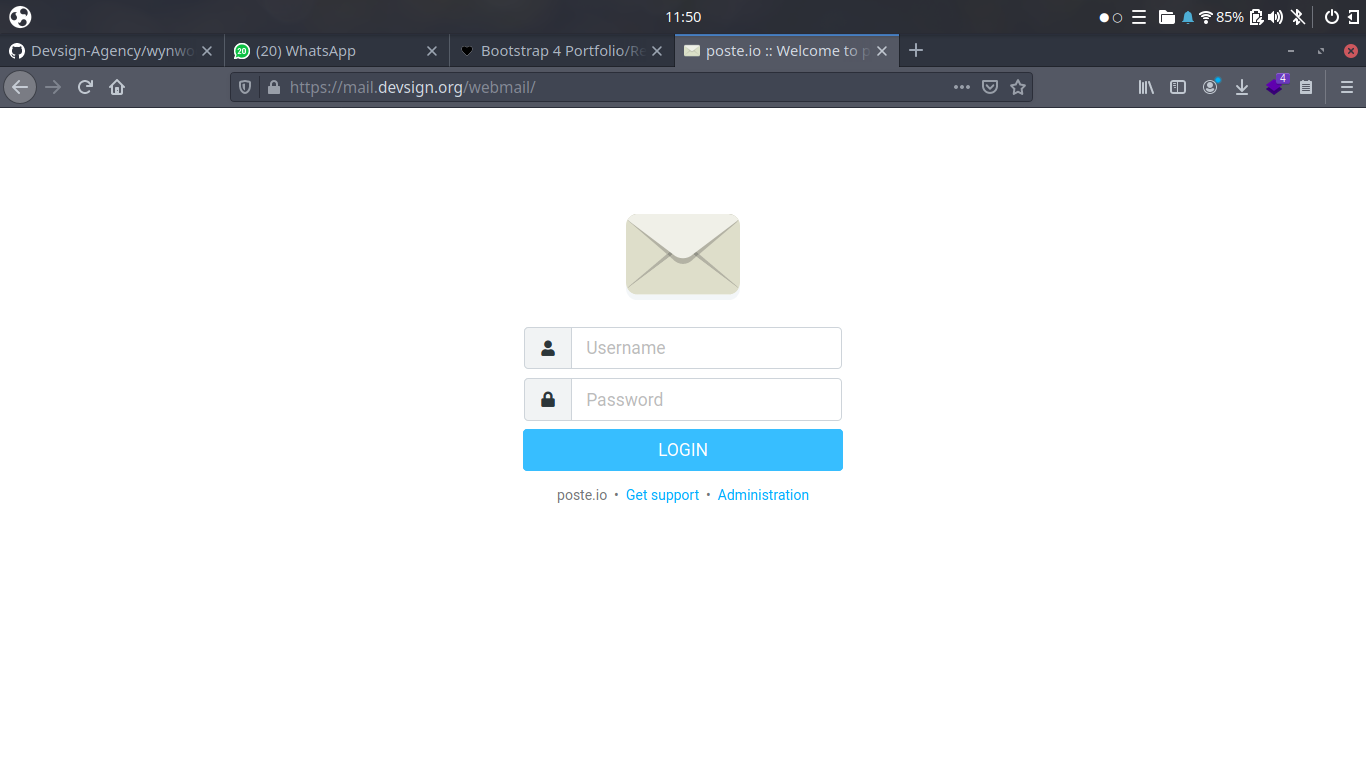 11:50
85%
Devsign-Agency/wynwo
20
(20) WhatsApp
Bootstrap 4 Portfolio/Re
poste.io :: Welcome to p
https://mail.devsign.org/webmail/
4
Username
Password
LOGIN
poste.io • Get support • Administration